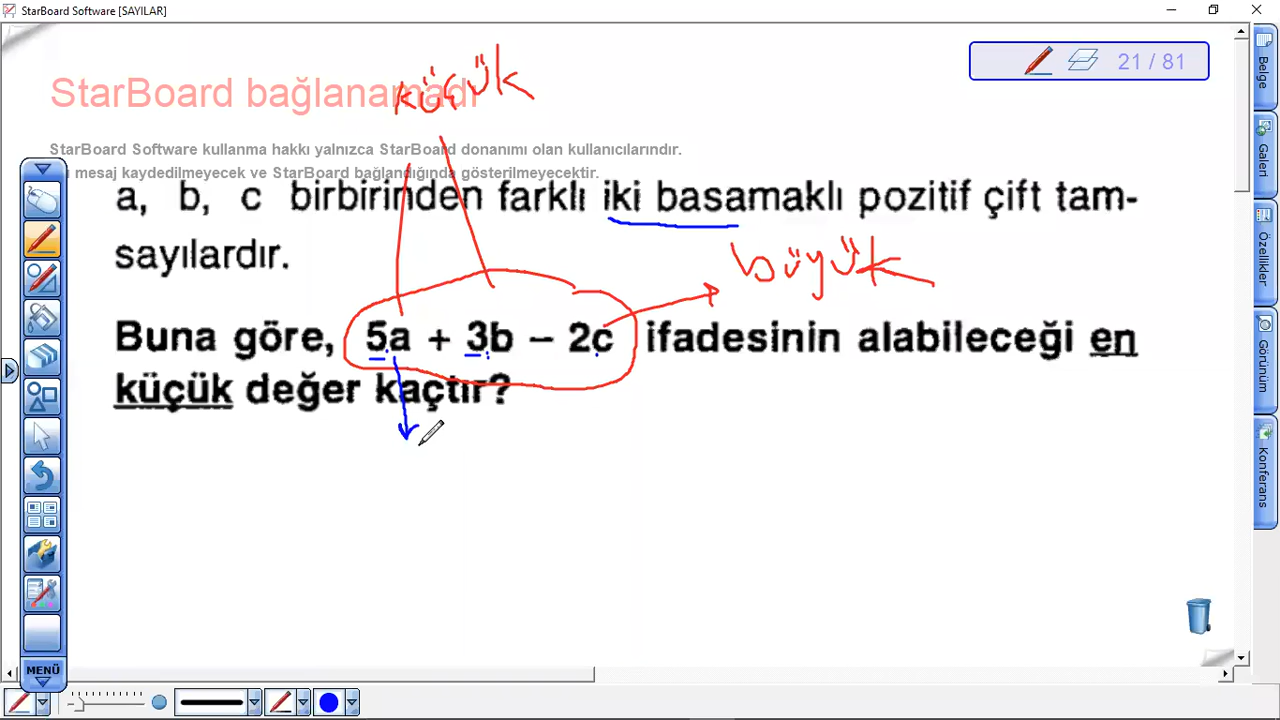 StarBoard Software [SAYILAR]
21 / 81
küçük
StarBoard bağlanamadı
StarBoard Software kullanma hakkı yalnızca StarBoard donanımı olan kullanıcılarındır.
mesaj kaydedilmeyecek ve StarBoard bağlandığında gösterilmeyecektir.
a, b, c birbirinden farklı iki basamaklı pozitif çift tam-
sayılardır.
büyük
Buna göre, 5a + 3b – 2c ifadesinin alabileceği en
küçük değer kaçtır?
MENÜ
Belge
Galeri
Özellikler
Görünüm
Konferans